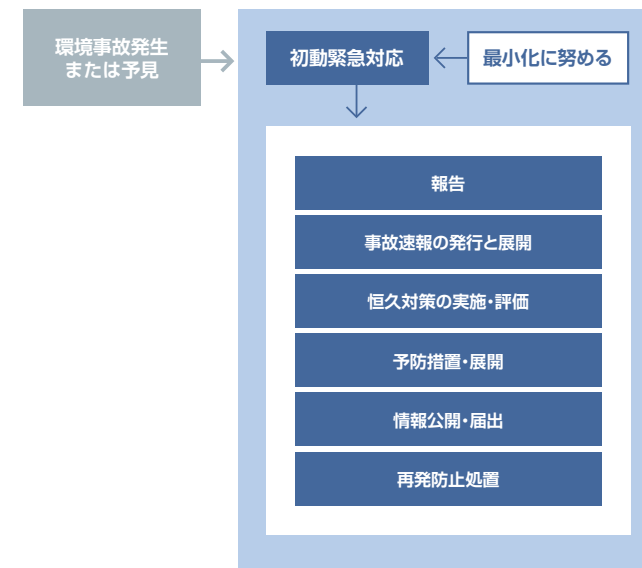 環境事故発生
または予見
初動緊急対応
最小化に努める
報告
事故速報の発行と展開
恒久対策の実施・評価
予防措置・展開
情報公開・届出
再発防止処置